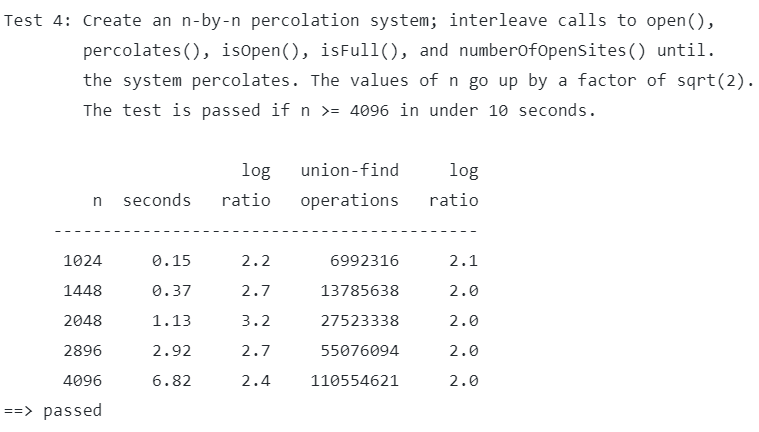 Test 4: Create an n-by-n percolation system; interleave calls to open(),
percolates(), isOpen(), isFull(), and numberOfOpenSites() until.
the system percolates. The values of n go up by a factor of sqrt(2).
The test is passed if n >= 4096 in under 10 seconds.
log union-find log
n seconds ratio operations ratio
-------------------------------------------
1024 0.15 2.2 6992316 2.1
1448 0.37 2.7 13785638 2.0
2048 1.13 3.2 27523338 2.0
2896 2.92 2.7 55076094 2.0
4096 6.82 2.4 110554621 2.0
==> passed